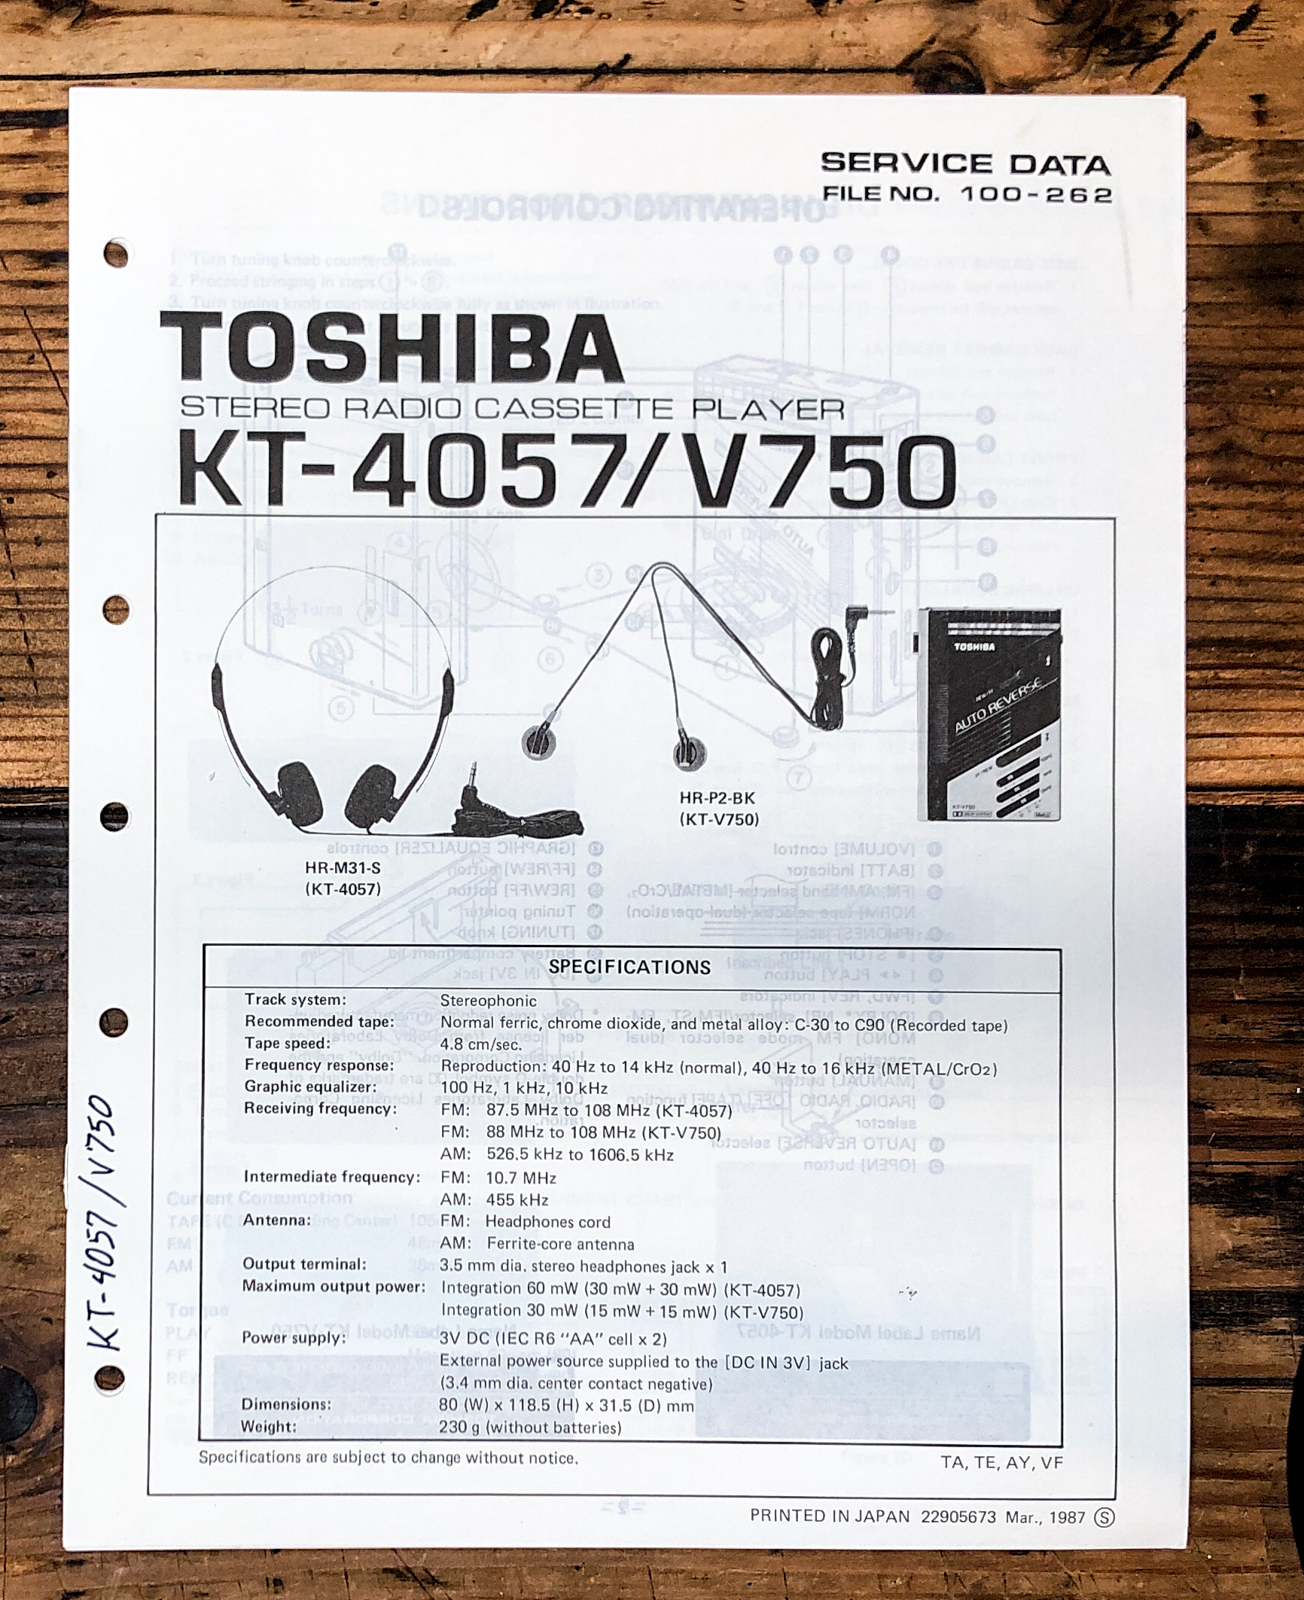 SERVICE DATA
FILE NO. 100-262
TOSHIBA
STEREO RADIO CASSETTE PLAYER
KT-4057/V750
TOSHIBA
AUTO REVERSE
KT-V750
HR-P2-BK
(KT-V750)
HR-M31-S
(KT-4057)
SPECIFICATIONS
Track system: Stereophonic
Recommended tape: Normal ferric, chrome dioxide, and metal alloy: C-30 to C90 (Recorded tape)
Tape speed: 4.8 cm/sec.
Frequency response: Reproduction: 40 Hz to 14 kHz (normal), 40 Hz to 16 kHz (METAL/CrO2)
Graphic equalizer: 100 Hz, 1 kHz, 10 kHz
Receiving frequency: FM: 87.5 MHz to 108 MHz (KT-4057)
FM: 88 MHz to 108 MHz (KT-V750)
AM: 526.5 kHz to 1606.5 kHz
Intermediate frequency: FM: 10.7 MHz
AM: 455 kHz
Antenna: FM: Headphones cord
AM: Ferrite-core antenna
Output terminal: 3.5 mm dia. stereo headphones jack x 1
Maximum output power: Integration 60 mW (30 mW + 30 mW) (KT-4057)
Integration 30 mW (15 mW + 15 mW) (KT-V750)
Power supply: 3V DC (IEC R6 "AA" cell x 2)
External power source supplied to the [DC IN 3V] jack
(3.4 mm dia. center contact negative)
Dimensions: 80 (W) x 118.5 (H) x 31.5 (D) mm
Weight: 230 g (without batteries)
Specifications are subject to change without notice.
TA, TE, AY, VF
PRINTED IN JAPAN 22905673 Mar., 1987 Ⓢ
KT-4057/V750